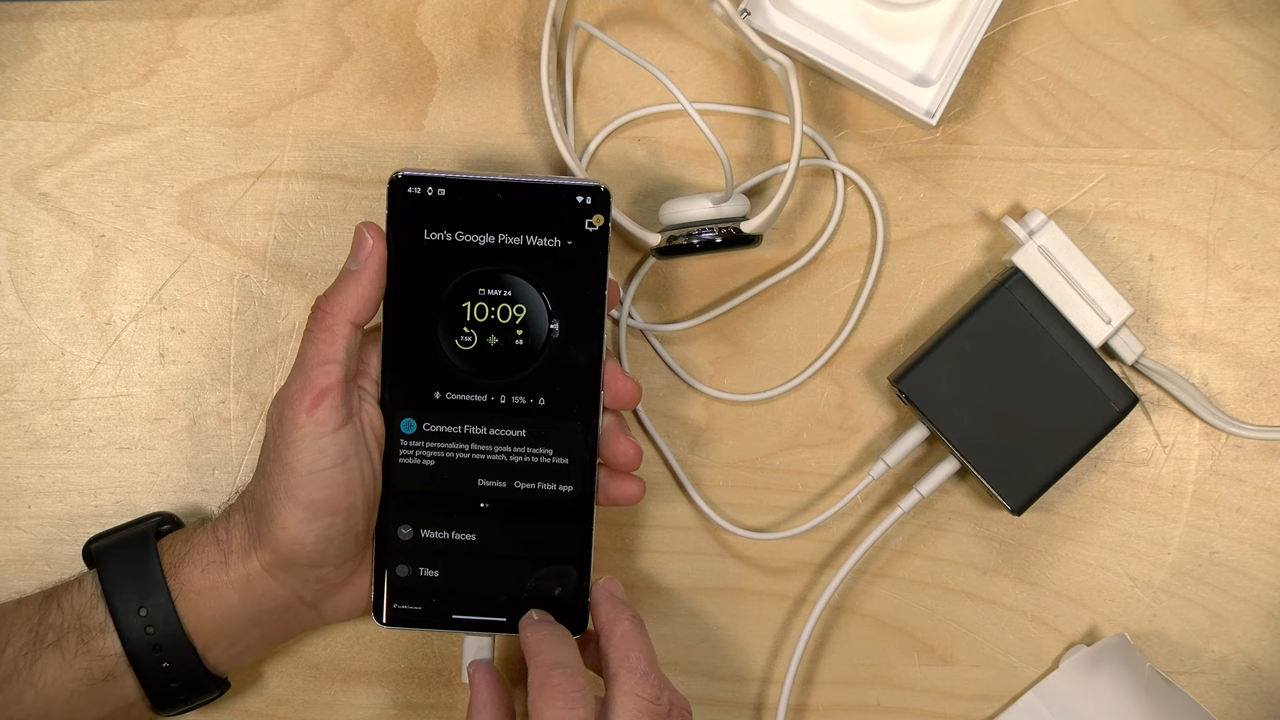 4:12
6
Lon's Google Pixel Watch
MAY 24
10:09
7.5K
68
Connected • 15% •
Connect Fitbit account
To start personalizing fitness goals and tracking
your progress on your new watch, sign in to the Fitbit
mobile app
Dismiss Open Fitbit app
Watch faces
Tiles
Settings